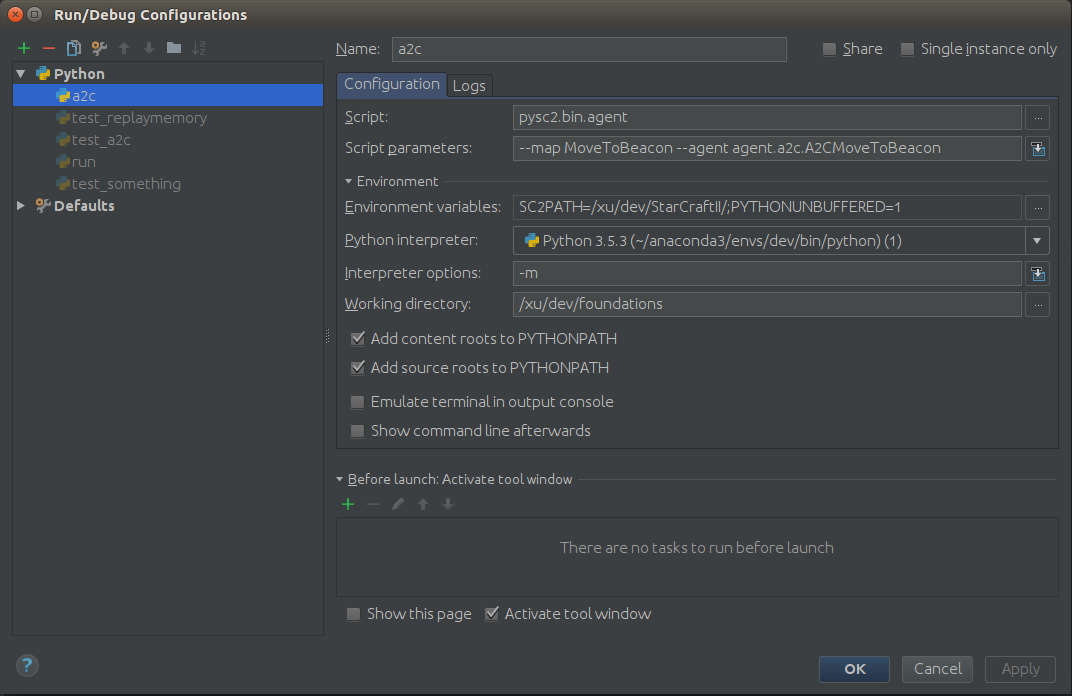 Run/Debug Configurations
Name: a2c Share Single instance only
Python
a2c
test_replaymemory
test_a2c
run
test_something
Defaults
Configuration Logs
Script: pysc2.bin.agent ...
Script parameters: --map MoveToBeacon --agent agent.a2c.A2CMoveToBeacon
Environment
Environment variables: SC2PATH=/xu/dev/StarCraftII/;PYTHONUNBUFFERED=1 ...
Python interpreter: Python 3.5.3 (~/anaconda3/envs/dev/bin/python) (1)
Interpreter options: -m
Working directory: /xu/dev/foundations ...
Add content roots to PYTHONPATH
Add source roots to PYTHONPATH
Emulate terminal in output console
Show command line afterwards
Before launch: Activate tool window
There are no tasks to run before launch
Show this page Activate tool window
? OK Cancel Apply